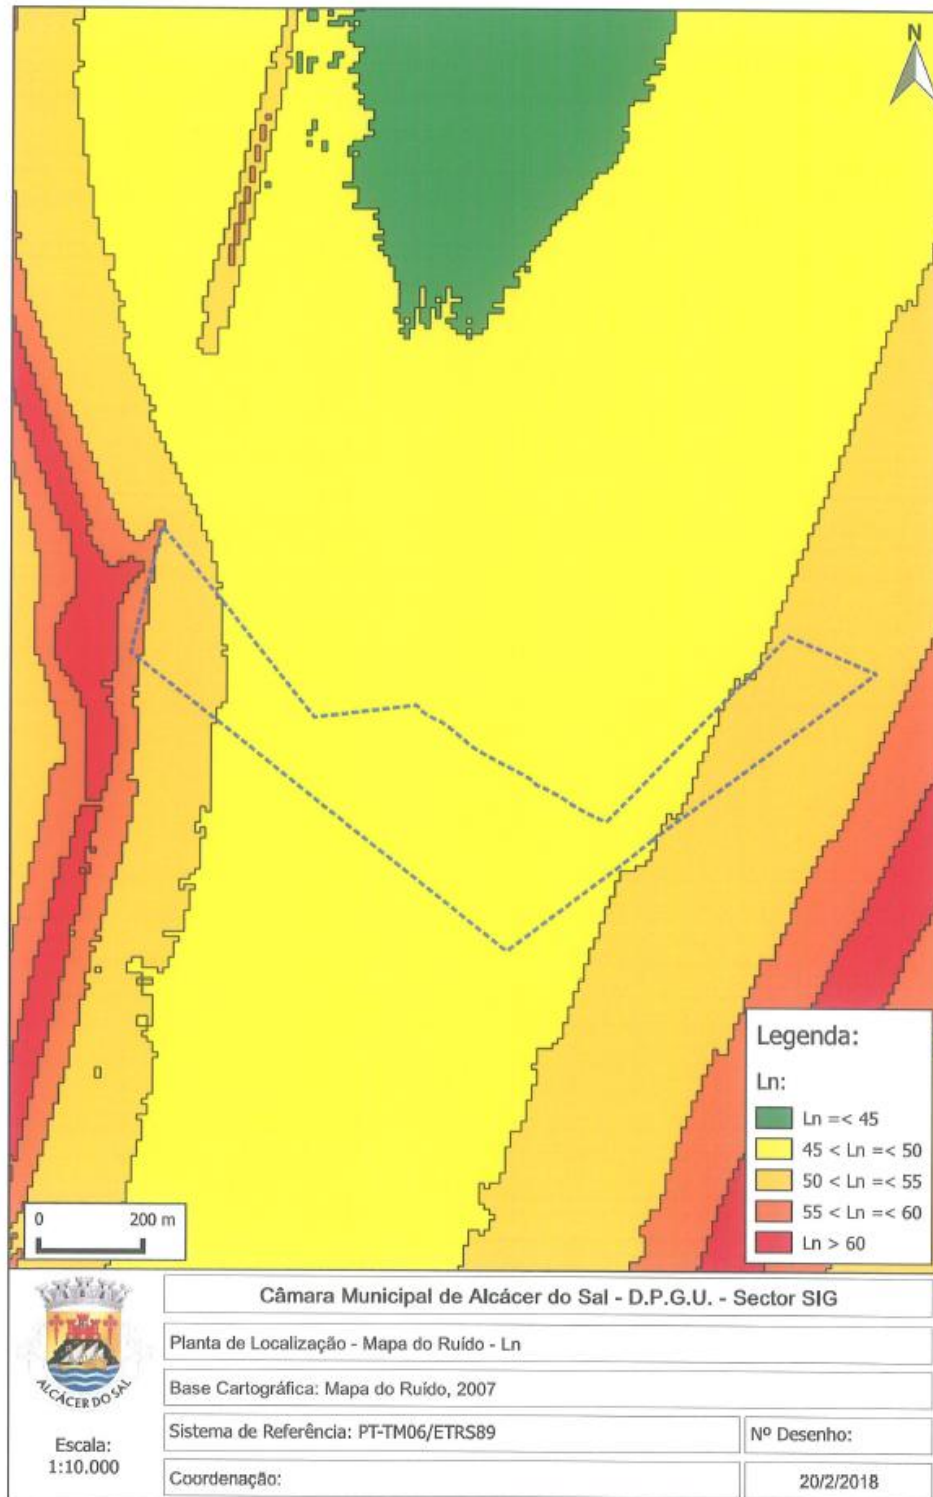 N
Legenda:
Ln:
Ln =< 45
45 < Ln =< 50
50 < Ln =< 55
55 < Ln =< 60
Ln > 60
0 200 m
ALCÁCER DO SAL
Escala:
1:10.000
Câmara Municipal de Alcácer do Sal - D.P.G.U. - Sector SIG
Planta de Localização - Mapa do Ruído - Ln
Base Cartográfica: Mapa do Ruído, 2007
Sistema de Referência: PT-TM06/ETRS89
Nº Desenho:
Coordenação:
20/2/2018